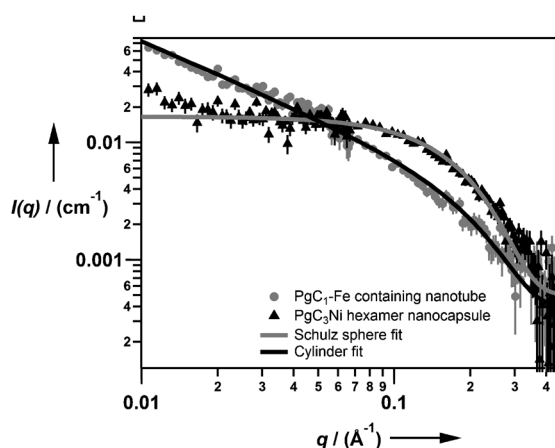 6
4
2
0.01
6
4
2
0.001
6
4
2
I(q) / (cm⁻¹)
PgC₁-Fe containing nanotube
PgC₃Ni hexamer nanocapsule
Schulz sphere fit
Cylinder fit
0.01 2 3 4 5 6 7 8 9 0.1 2 3 4
q / (Å⁻¹)